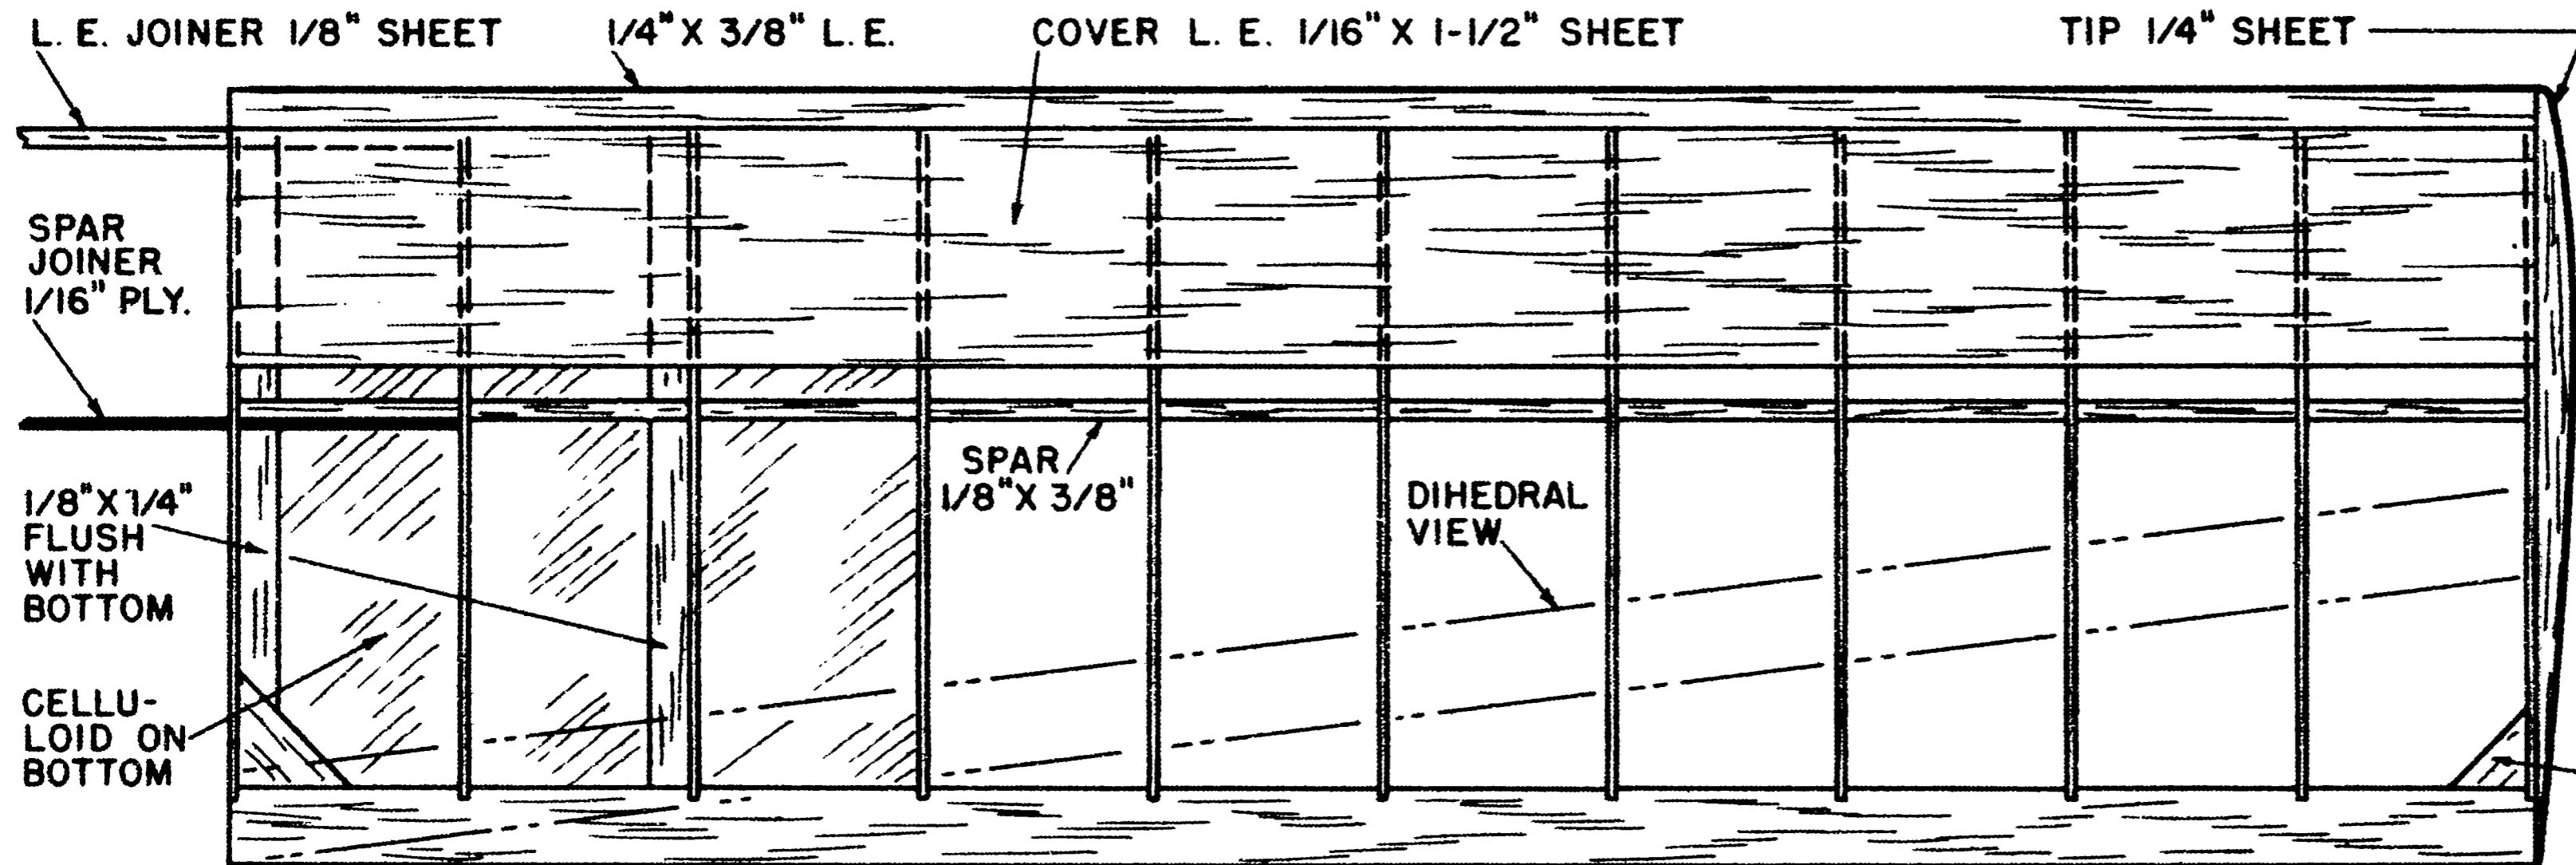 L. E. JOINER 1/8" SHEET
1/4" X 3/8" L. E.
COVER L. E. 1/16" X 1-1/2" SHEET
TIP 1/4" SHEET
SPAR
JOINER
1/16" PLY.
1/8" X 1/4"
FLUSH
WITH
BOTTOM
CELLU-
LOID ON
BOTTOM
SPAR
1/8" X 3/8"
DIHEDRAL
VIEW